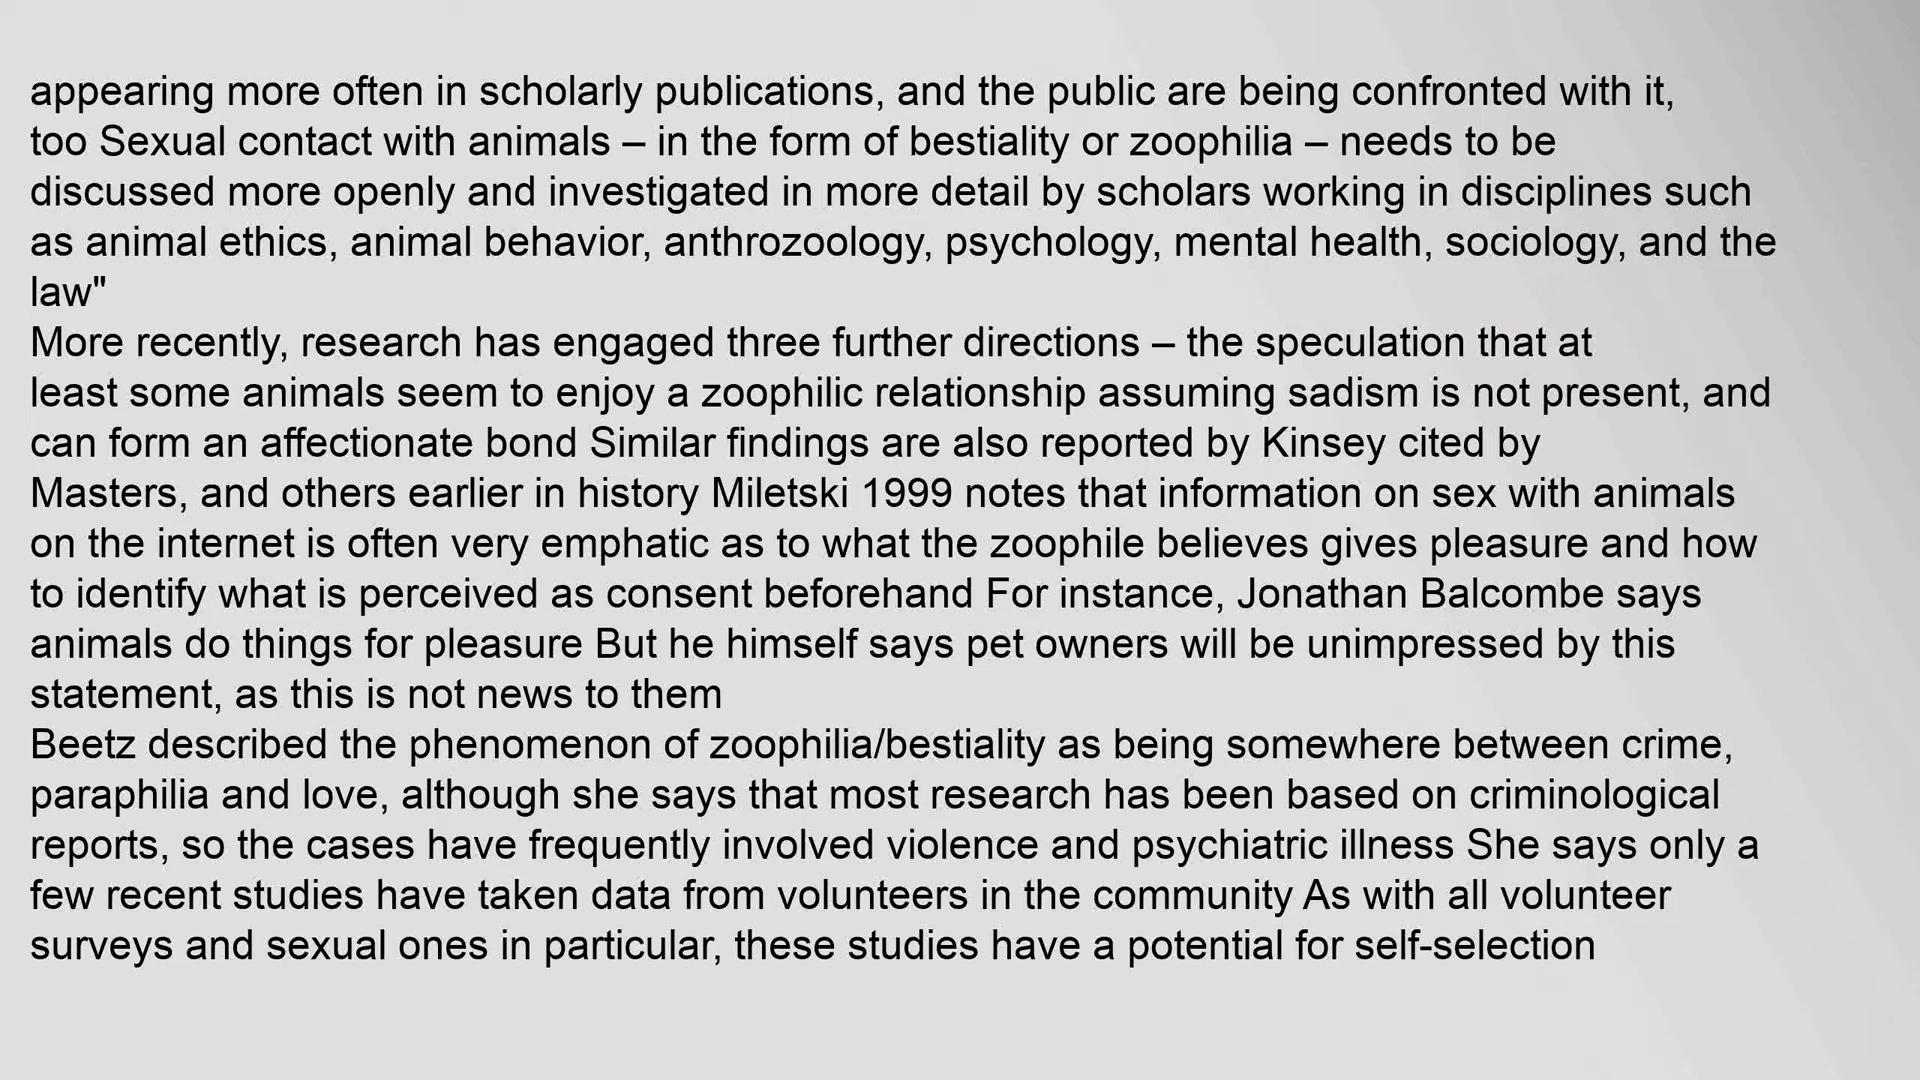 appearing more often in scholarly publications, and the public are being confronted with it,
too Sexual contact with animals – in the form of bestiality or zoophilia – needs to be
discussed more openly and investigated in more detail by scholars working in disciplines such
as animal ethics, animal behavior, anthrozoology, psychology, mental health, sociology, and the
law"
More recently, research has engaged three further directions – the speculation that at
least some animals seem to enjoy a zoophilic relationship assuming sadism is not present, and
can form an affectionate bond Similar findings are also reported by Kinsey cited by
Masters, and others earlier in history Miletski 1999 notes that information on sex with animals
on the internet is often very emphatic as to what the zoophile believes gives pleasure and how
to identify what is perceived as consent beforehand For instance, Jonathan Balcombe says
animals do things for pleasure But he himself says pet owners will be unimpressed by this
statement, as this is not news to them
Beetz described the phenomenon of zoophilia/bestiality as being somewhere between crime,
paraphilia and love, although she says that most research has been based on criminological
reports, so the cases have frequently involved violence and psychiatric illness She says only a
few recent studies have taken data from volunteers in the community As with all volunteer
surveys and sexual ones in particular, these studies have a potential for self-selection